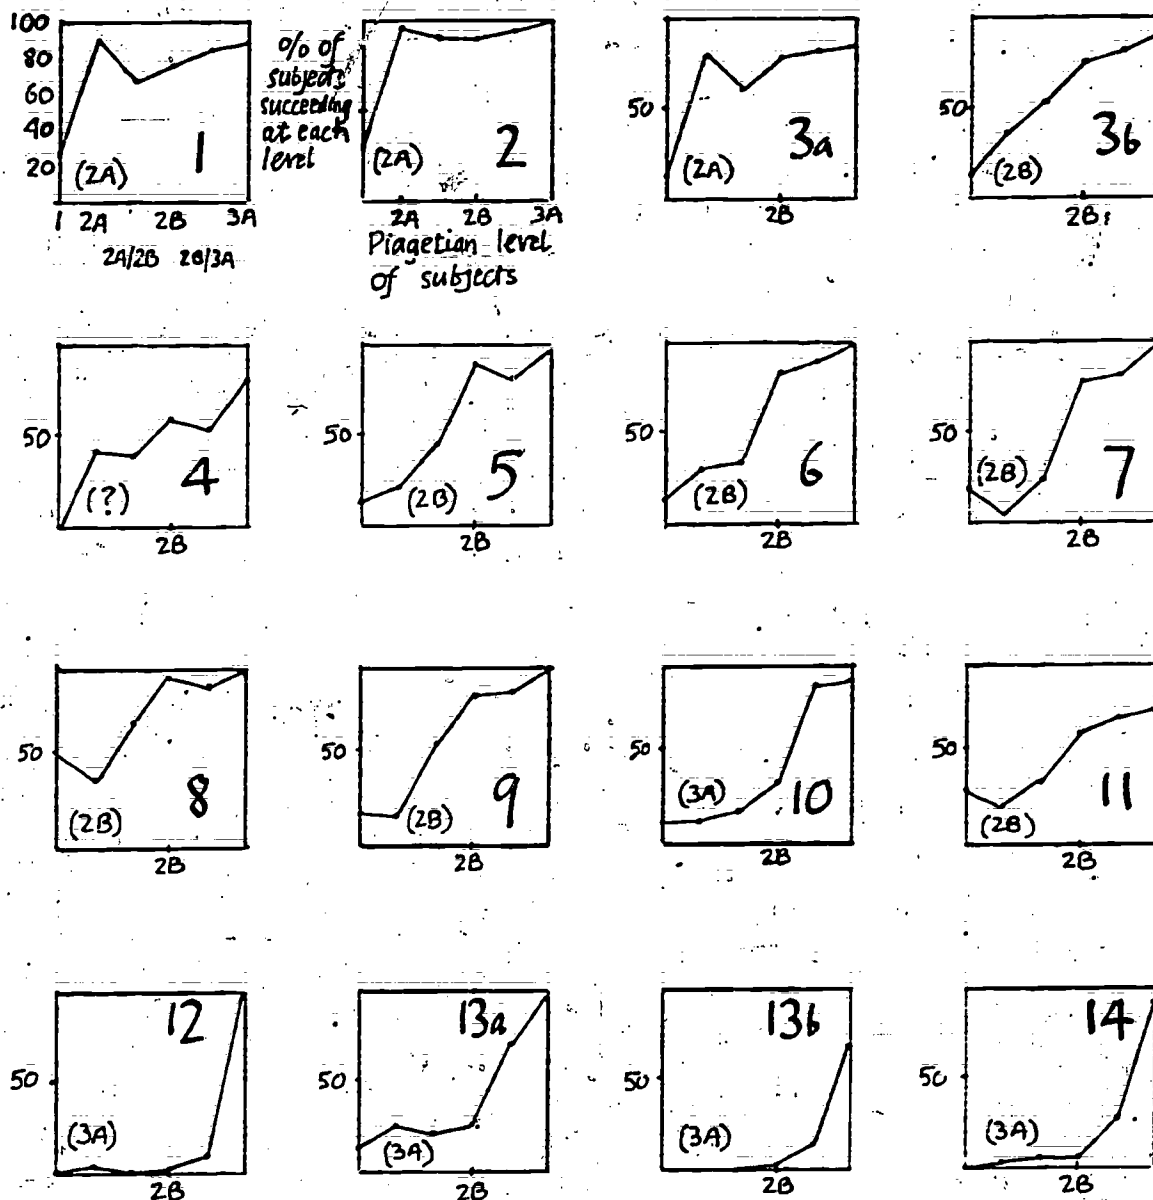 100
80
60
40
20
(2A)
1
1 2A 2B 3A
2A/2B 2B/3A
% of
subjects
succeeding
at each
level
(2A)
2
2A 2B 3A
Piagetian level
of subjects
50
(2A)
3a
2B
50
(2B)
3b
2B
50
(?)
4
2B
50
(2B)
5
2B
50
(2B)
6
2B
50
(2B)
7
2B
50
(2B)
8
2B
50
(2B)
9
2B
50
(3A)
10
2B
50
(2B)
11
2B
50
(3A)
12
2B
50
(3A)
13a
2B
50
(3A)
13b
2B
50
(3A)
14
2B